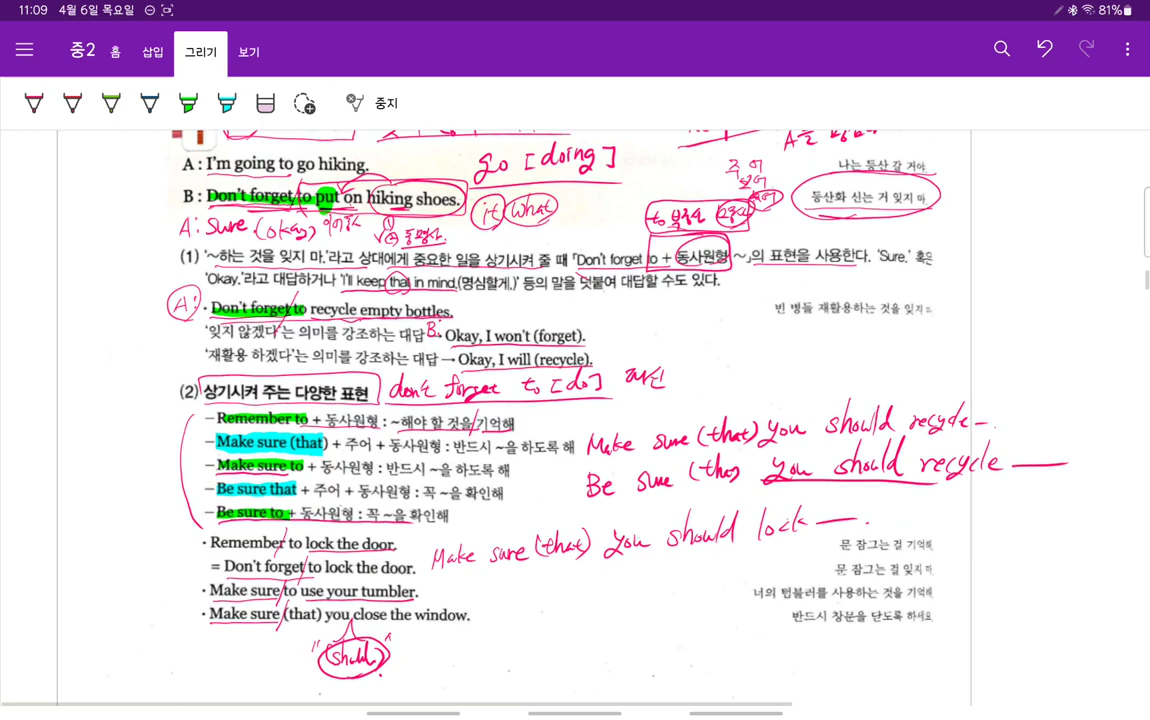 11:09 4월 6일 목요일 81%
중2 홈 삽입 그리기 보기
중지
A : I'm going to go hiking. go [doing] 나는 등산 갈 거야.
B : Don't forget to put on hiking shoes. it what 등산화 신는 거 잊지 마.
A: Sure. (okay) 동명사
(1) '~하는 것을 잊지 마.'라고 상대에게 중요한 일을 상기시켜 줄 때 「Don't forget to + 동사원형 ~」의 표현을 사용한다. 'Sure.' 혹은
'Okay.'라고 대답하거나 'I'll keep that in mind.(명심할게.)' 등의 말을 덧붙여 대답할 수도 있다.
A: · Don't forget to recycle empty bottles. 빈 병들 재활용하는 것을 잊지
'잊지 않겠다'는 의미를 강조하는 대답 B: → Okay, I won't (forget).
'재활용 하겠다'는 의미를 강조하는 대답 → Okay, I will (recycle).
(2) 상기시켜 주는 다양한 표현 don't forget to [do]
– Remember to + 동사원형 : ~해야 할 것을 기억해
– Make sure (that) + 주어 + 동사원형 : 반드시 ~을 하도록 해 Make sure (that) you should recycle ~.
– Make sure to + 동사원형 : 반드시 ~을 하도록 해
– Be sure that + 주어 + 동사원형 : 꼭 ~을 확인해 Be sure (that) you should recycle
– Be sure to + 동사원형 : 꼭 ~을 확인해
· Remember to lock the door. Make sure (that) you should lock —. 문 잠그는 걸 기억해
= Don't forget to lock the door. 문 잠그는 걸 잊지 마
· Make sure to use your tumbler. 너의 텀블러를 사용하는 것을 기억해
· Make sure (that) you close the window. 반드시 창문을 닫도록 하세요
"(should)"